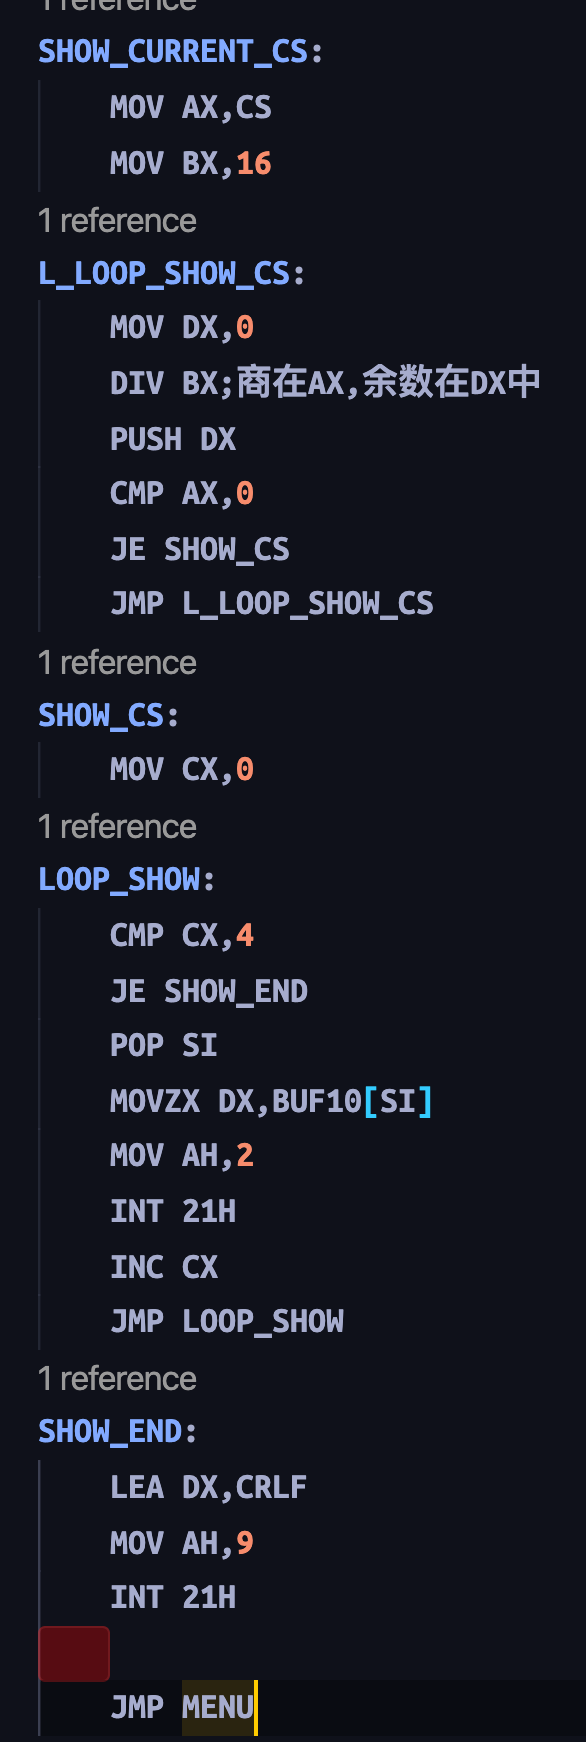 1 reference
SHOW_CURRENT_CS:
MOV AX,CS
MOV BX,16
1 reference
L_LOOP_SHOW_CS:
MOV DX,0
DIV BX;商在AX,余数在DX中
PUSH DX
CMP AX,0
JE SHOW_CS
JMP L_LOOP_SHOW_CS
1 reference
SHOW_CS:
MOV CX,0
1 reference
LOOP_SHOW:
CMP CX,4
JE SHOW_END
POP SI
MOVZX DX,BUF10[SI]
MOV AH,2
INT 21H
INC CX
JMP LOOP_SHOW
1 reference
SHOW_END:
LEA DX,CRLF
MOV AH,9
INT 21H
JMP MENU